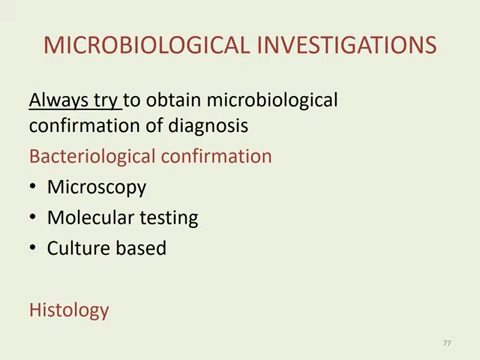 MICROBIOLOGICAL INVESTIGATIONS
Always try to obtain microbiological
confirmation of diagnosis
Bacteriological confirmation
• Microscopy
• Molecular testing
• Culture based
Histology
77